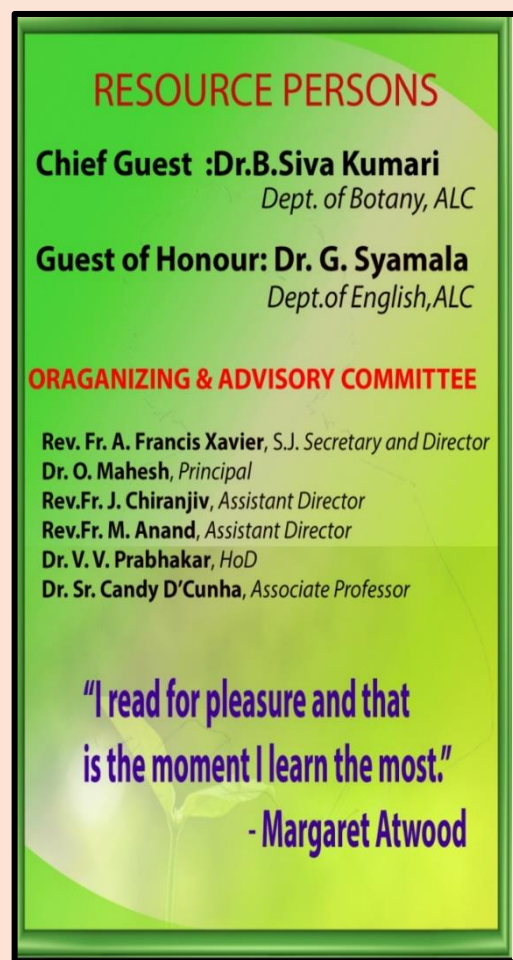 RESOURCE PERSONS
Chief Guest :Dr.B.Siva Kumari
Dept. of Botany, ALC
Guest of Honour: Dr. G. Syamala
Dept.of English,ALC
ORAGANIZING & ADVISORY COMMITTEE
Rev. Fr. A. Francis Xavier, S.J. Secretary and Director
Dr. O. Mahesh, Principal
Rev.Fr. J. Chiranjiv, Assistant Director
Rev.Fr. M. Anand, Assistant Director
Dr. V. V. Prabhakar, HoD
Dr. Sr. Candy D’Cunha, Associate Professor
“I read for pleasure and that
is the moment I learn the most.”
- Margaret Atwood